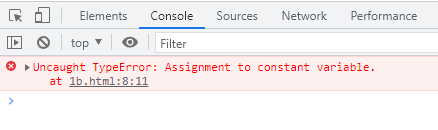 Elements Console Sources Network Performance
top Filter
Uncaught TypeError: Assignment to constant variable.
at 1b.html:8:11